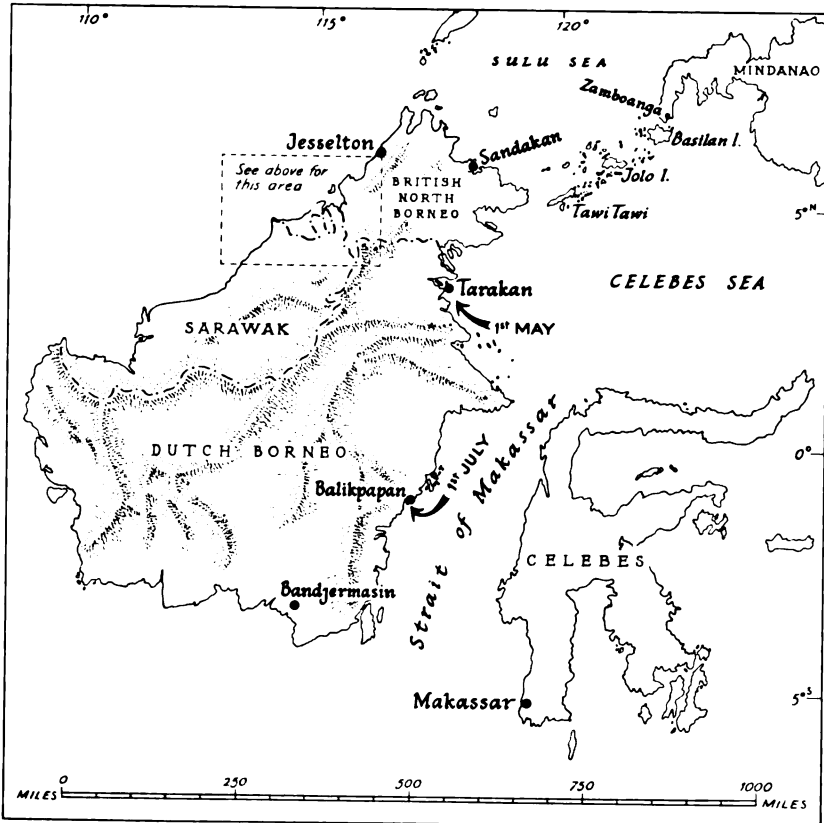 110°
115°
120°
SULU SEA
MINDANAO
Zamboanga
Basilan I.
Jesselton
Sandakan
See above for
this area
BRITISH
NORTH
BORNEO
Jolo I.
Tawi Tawi
5°N
CELEBES SEA
Tarakan
1st MAY
SARAWAK
DUTCH BORNEO
0°
Balikpapan
1st JULY
Strait of Makassar
CELEBES
Bandjermasin
Makassar
5°S
0
250
500
750
1000
MILES
MILES